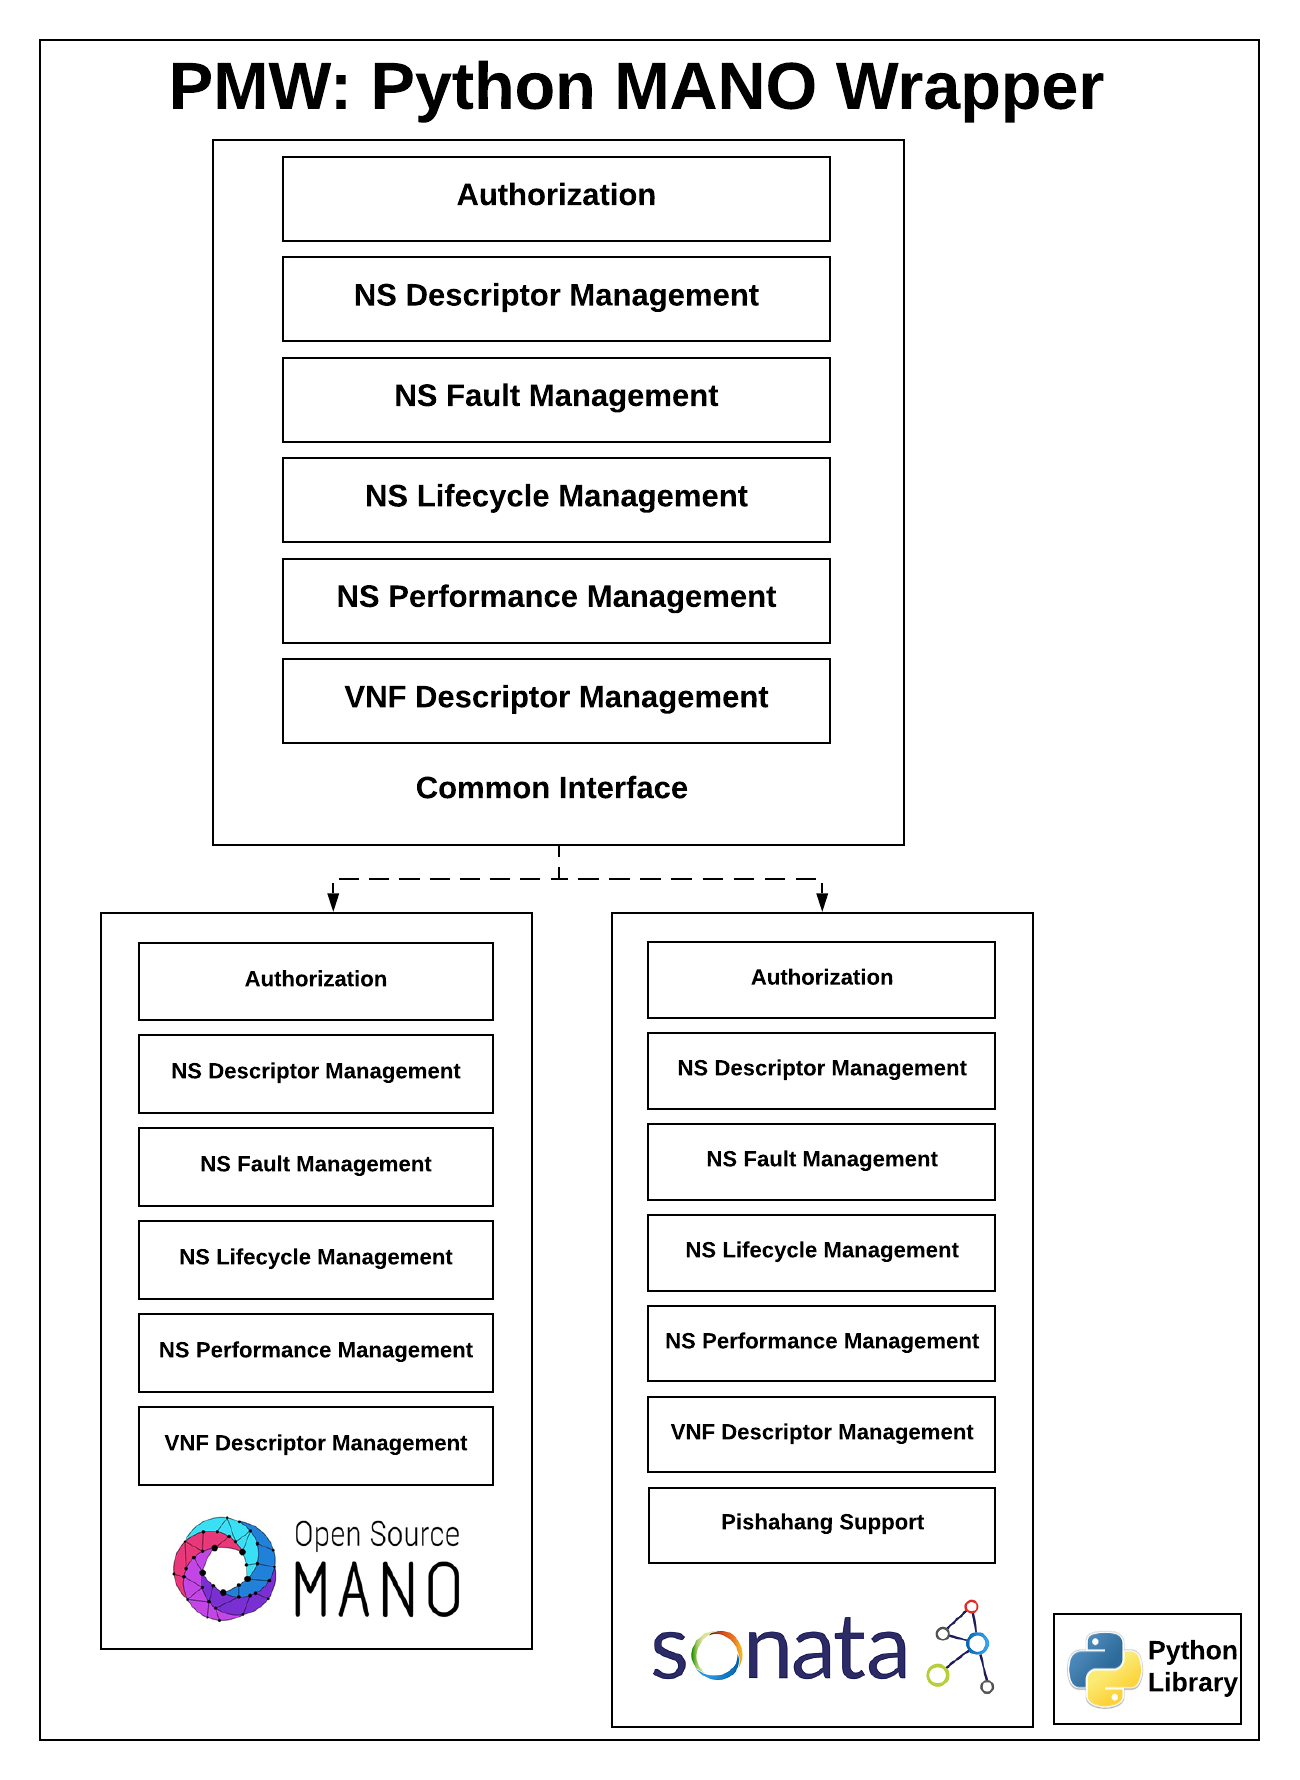 PMW: Python MANO Wrapper
Authorization
NS Descriptor Management
NS Fault Management
NS Lifecycle Management
NS Performance Management
VNF Descriptor Management
Common Interface
Authorization
NS Descriptor Management
NS Fault Management
NS Lifecycle Management
NS Performance Management
VNF Descriptor Management
Open Source
MANO
Authorization
NS Descriptor Management
NS Fault Management
NS Lifecycle Management
NS Performance Management
VNF Descriptor Management
Pishahang Support
sonata
Python
Library